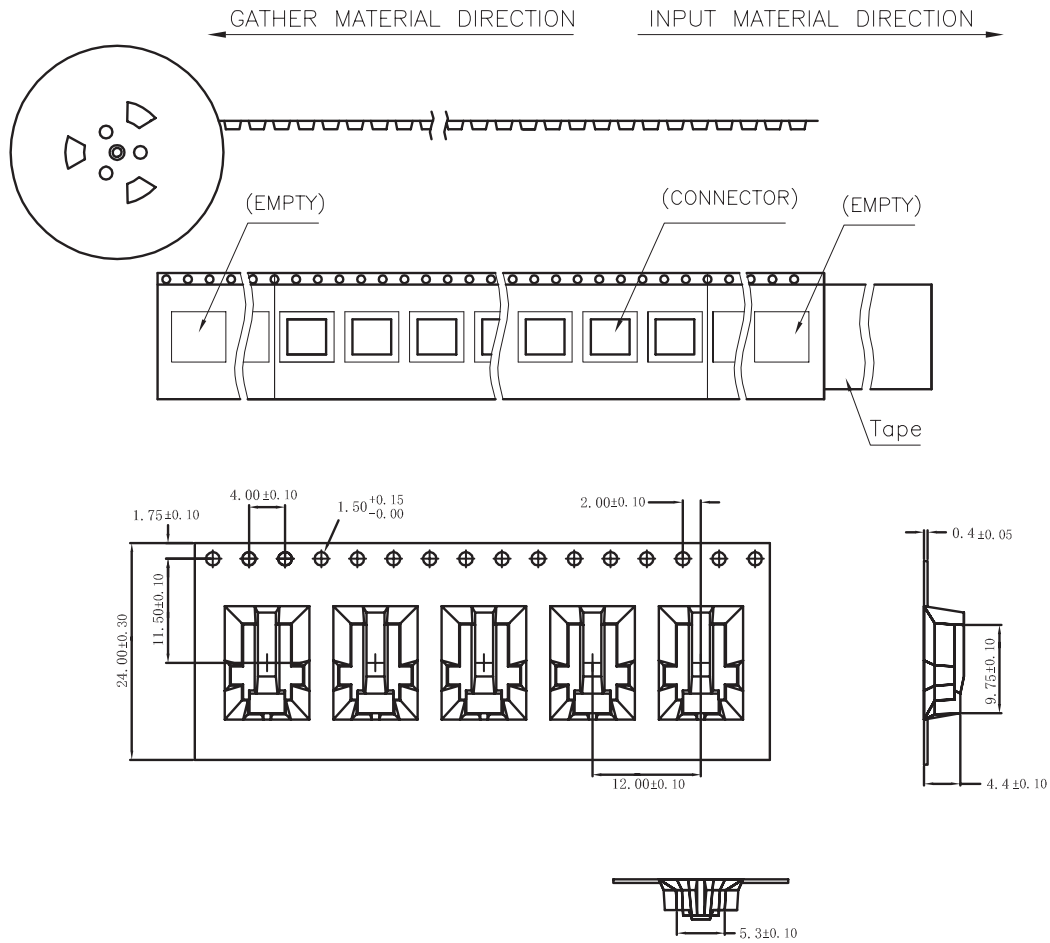 GATHER MATERIAL DIRECTION
INPUT MATERIAL DIRECTION
(EMPTY)
(CONNECTOR)
(EMPTY)
Tape
4.00±0.10
1.50+0.15
-0.00
2.00±0.10
1.75±0.10
0.4±0.05
11.50±0.10
24.00±0.30
9.75±0.10
12.00±0.10
4.4±0.10
5.3±0.10